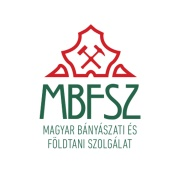 MBFSZ
MAGYAR BÁNYÁSZATI ÉS
FÖLDTANI SZOLGÁLAT